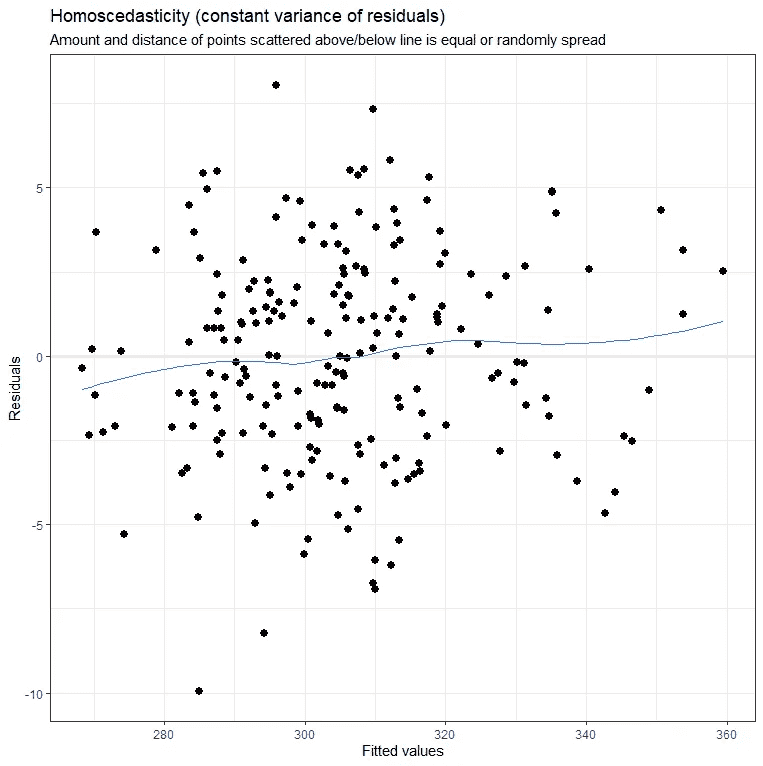 Homoscedasticity (constant variance of residuals)
Amount and distance of points scattered above/below line is equal or randomly spread
5
0
-5
-10
Residuals
280
300
320
340
360
Fitted values